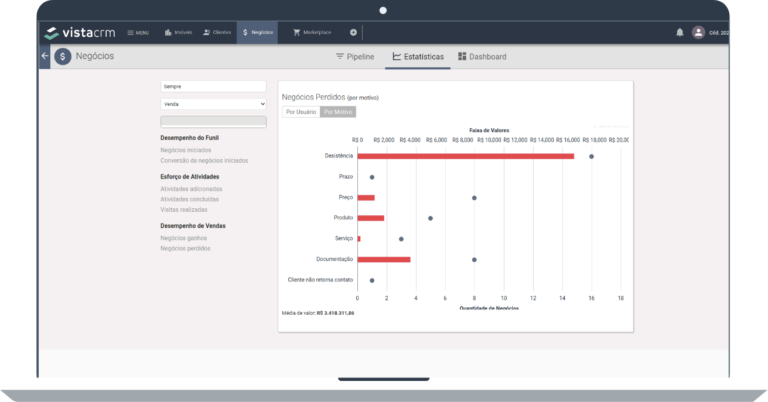 vistacrm
MENU
Imóveis
Clientes
$ Negócios
Marketplace
Cód. 202
$ Negócios
Pipeline
Estatísticas
Dashboard
Sempre
Venda
Desempenho do Funil
Negócios iniciados
Conversão de negócios iniciados
Esforço de Atividades
Atividades adicionadas
Atividades concluídas
Visitas realizadas
Desempenho de Vendas
Negócios ganhos
Negócios perdidos
Negócios Perdidos (por motivo)
Por Usuário
Por Motivo
Faixa de Valores
R$ 0 R$ 2,000 R$ 4,000 R$ 6,000 R$ 8,000 R$ 10,000 R$ 12,000 R$ 14,000 R$ 16,000 R$ 18,000 R$ 20,00
Desistência
Prazo
Preço
Produto
Serviço
Documentação
Cliente não retorna contato
0 2 4 6 8 10 12 14 16 18
Quantidade de Negócios
Média de valor: R$ 3.418.311,86